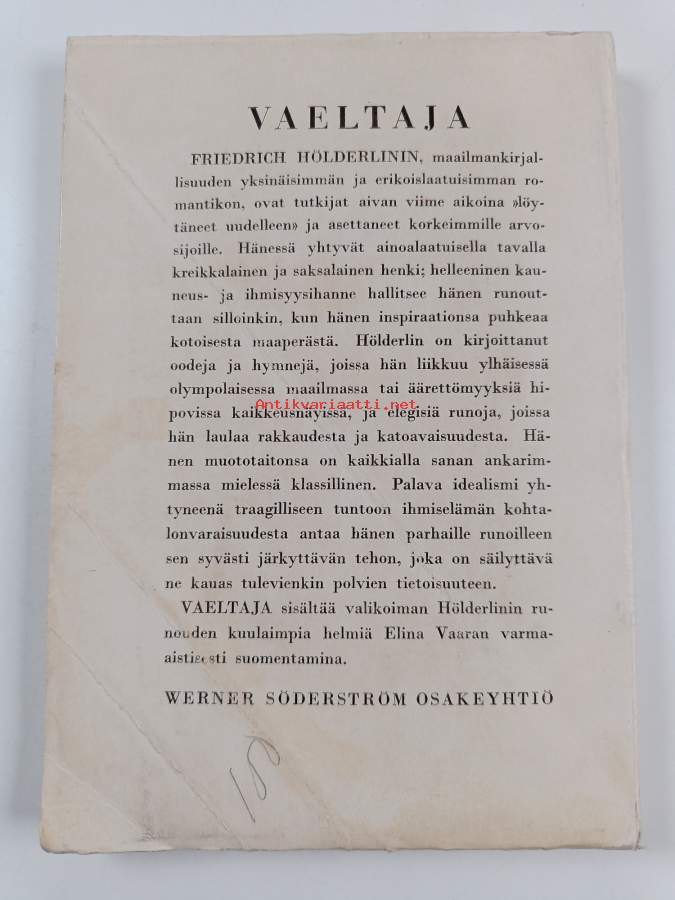 VAELTAJA
FRIEDRICH HÖLDERLININ, maailmankirjal-
lisuuden yksinäisimmän ja erikoislaatuisimman ro-
mantikon, ovat tutkijat aivan viime aikoina »löy-
täneet uudelleen» ja asettaneet korkeimmille arvo-
sijoille. Hänessä yhtyvät ainoalaatuisella tavalla
kreikkalainen ja saksalainen henki; helleeninen kau-
neus- ja ihmisyysihanne hallitsee hänen runout-
taan silloinkin, kun hänen inspiraationsa puhkeaa
kotoisesta maaperästä. Hölderlin on kirjoittanut
oodeja ja hymnejä, joissa hän liikkuu ylhäisessä
olympolaisessa maailmassa tai äärettömyyksiä hi-
Antikvariaatti.net
povissa kaikkeusnäyissä, ja elegisiä runoja, joissa
hän laulaa rakkaudesta ja katoavaisuudesta. Hä-
nen muototaitonsa on kaikkialla sanan ankarim-
massa mielessä klassillinen. Palava idealismi yh-
tyneenä traagilliseen tuntoon ihmiselämän kohta-
lonvaraisuudesta antaa hänen parhaille runoilleen
sen syvästi järkyttävän tehon, joka on säilyttävä
ne kauas tulevienkin polvien tietoisuuteen.
VAELTAJA sisältää valikoiman Hölderlinin ru-
nouden kuulaimpia helmiä Elina Vaaran varma-
aistisesti suomentamina.
WERNER SÖDERSTRÖM OSAKEYHTIÖ